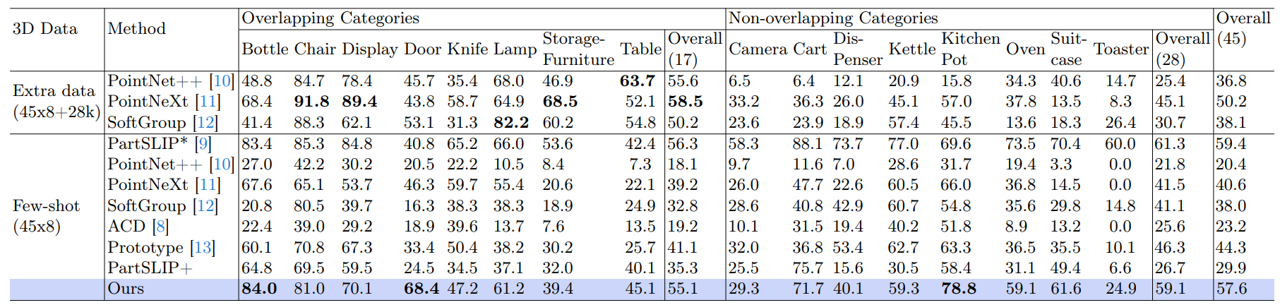 3D Data Method Overlapping Categories Non-overlapping Categories Overall (45)
Bottle Chair Display Door Knife Lamp Storage-Furniture Table Overall (17) Camera Cart Dis-Penser Kettle Kitchen Pot Oven Suit-case Toaster Overall (28)
Extra data (45x8+28k)
PointNet++ [10] 48.8 84.7 78.4 45.7 35.4 68.0 46.9 63.7 55.6 6.5 6.4 12.1 20.9 15.8 34.3 40.6 14.7 25.4 36.8
PointNeXt [11] 68.4 91.8 89.4 43.8 58.7 64.9 68.5 52.1 58.5 33.2 36.3 26.0 45.1 57.0 37.8 13.5 8.3 45.1 50.2
SoftGroup [12] 41.4 88.3 62.1 53.1 31.3 82.2 60.2 54.8 50.2 23.6 23.9 18.9 57.4 45.5 13.6 18.3 26.4 30.7 38.1
Few-shot (45x8)
PartSLIP* [9] 83.4 85.3 84.8 40.8 65.2 66.0 53.6 42.4 56.3 58.3 88.1 73.7 77.0 69.6 73.5 70.4 60.0 61.3 59.4
PointNet++ [10] 27.0 42.2 30.2 20.5 22.2 10.5 8.4 7.3 18.1 9.7 11.6 7.0 28.6 31.7 19.4 3.3 0.0 21.8 20.4
PointNeXt [11] 67.6 65.1 53.7 46.3 59.7 55.4 20.6 22.1 39.2 26.0 47.7 22.6 60.5 66.0 36.8 14.5 0.0 41.5 40.6
SoftGroup [12] 20.8 80.5 39.7 16.3 38.3 38.3 18.9 24.9 32.8 28.6 40.8 42.9 60.7 54.8 35.6 29.8 14.8 41.1 38.0
ACD [8] 22.4 39.0 29.2 18.9 39.6 13.7 7.6 13.5 19.2 10.1 31.5 19.4 40.2 51.8 8.9 13.2 0.0 25.6 23.2
Prototype [13] 60.1 70.8 67.3 33.4 50.4 38.2 30.2 25.7 41.1 32.0 36.8 53.4 62.7 63.3 36.5 35.5 10.1 46.3 44.3
PartSLIP+ 64.8 69.5 59.5 24.5 34.5 37.1 32.0 40.1 35.3 25.5 75.7 15.6 30.5 58.4 31.1 49.4 6.6 26.7 29.9
Ours 84.0 81.0 70.1 68.4 47.2 61.2 39.4 45.1 55.1 29.3 71.7 40.1 59.3 78.8 59.1 61.6 24.9 59.1 57.6